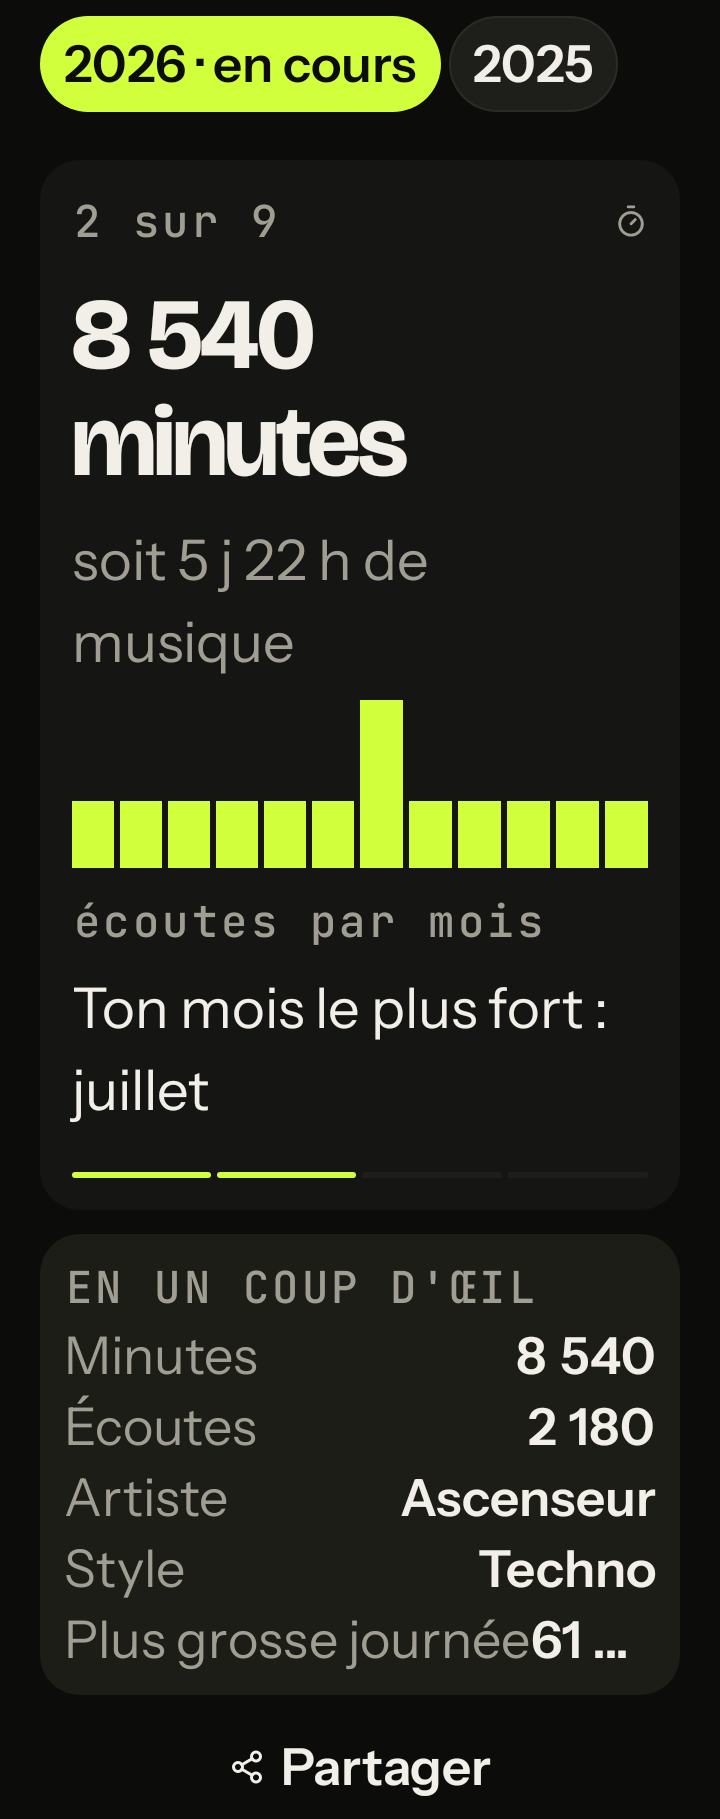 2026 · en cours
2025
2 sur 9
8 540
minutes
soit 5 j 22 h de
musique
écoutes par mois
Ton mois le plus fort :
juillet
EN UN COUP D'ŒIL
Minutes 8 540
Écoutes 2 180
Artiste Ascenseur
Style Techno
Plus grosse journée 61 ...
Partager